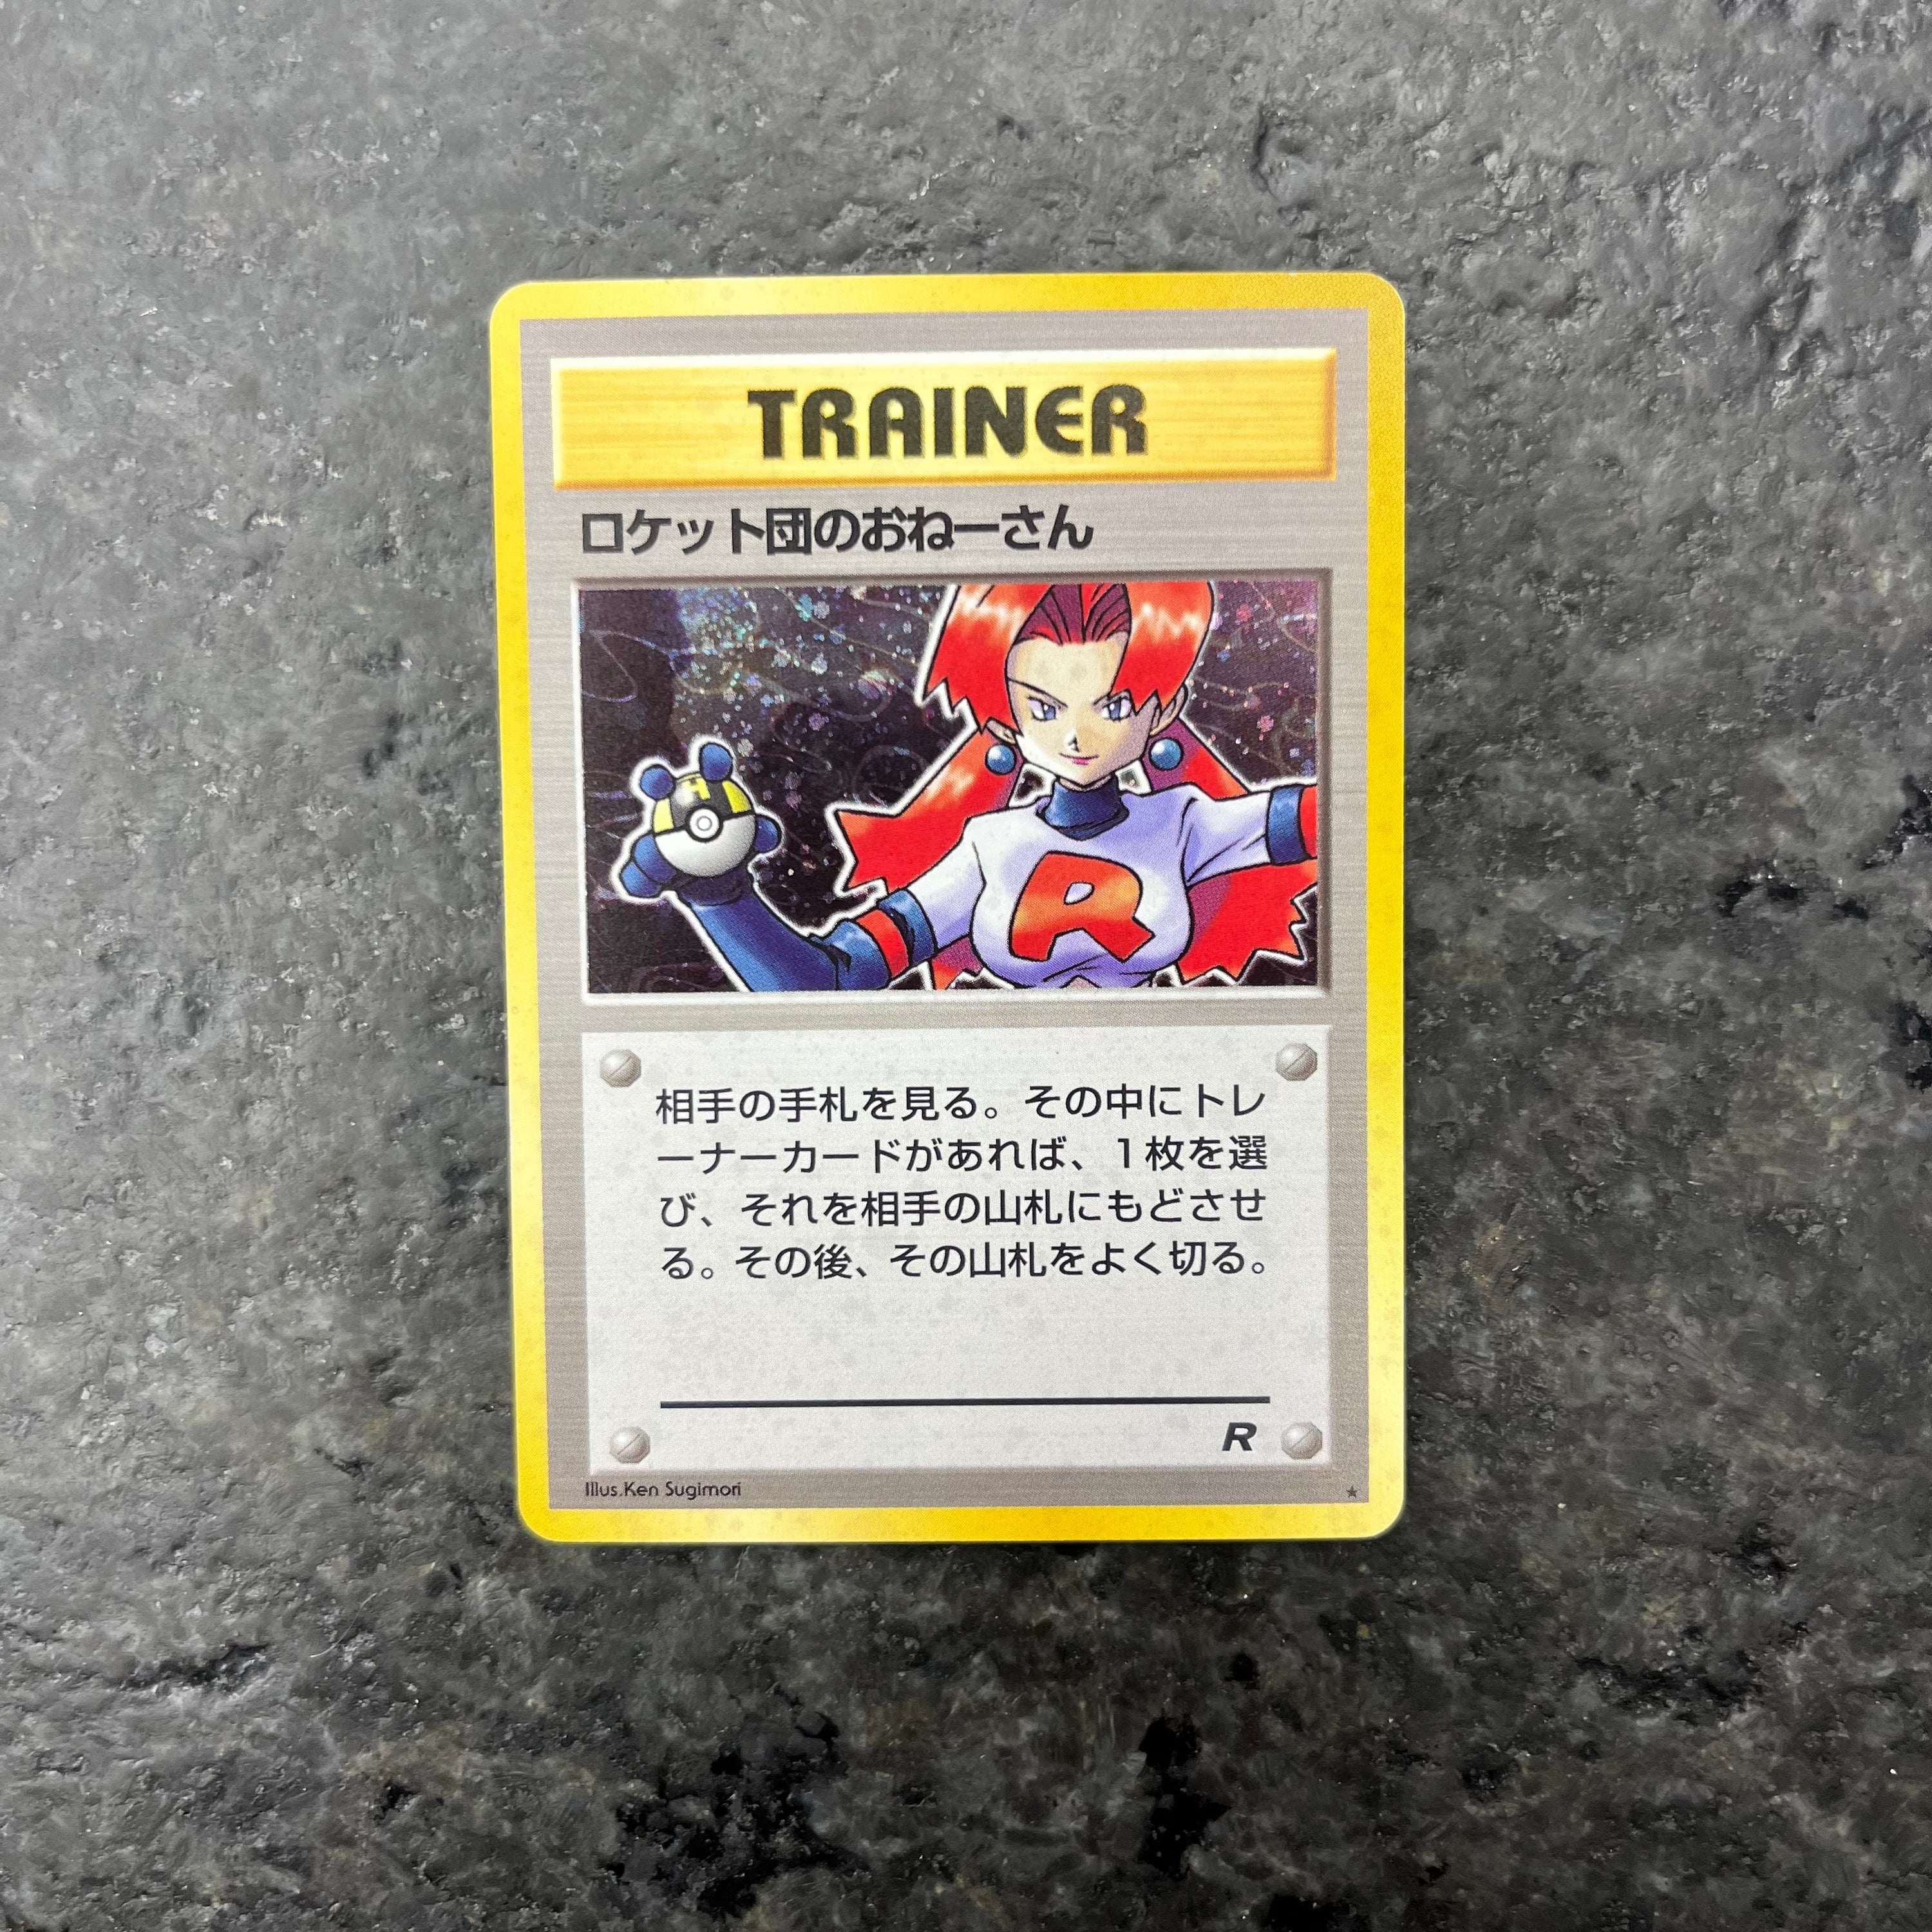 TRAINER
ロケット団のおねーさん
H
R
相手の手札を見る。その中にトレ
ーナーカードがあれば、1枚を選
び、それを相手の山札にもどさせ
る。その後、その山札をよく切る。
R
Illus.Ken Sugimori